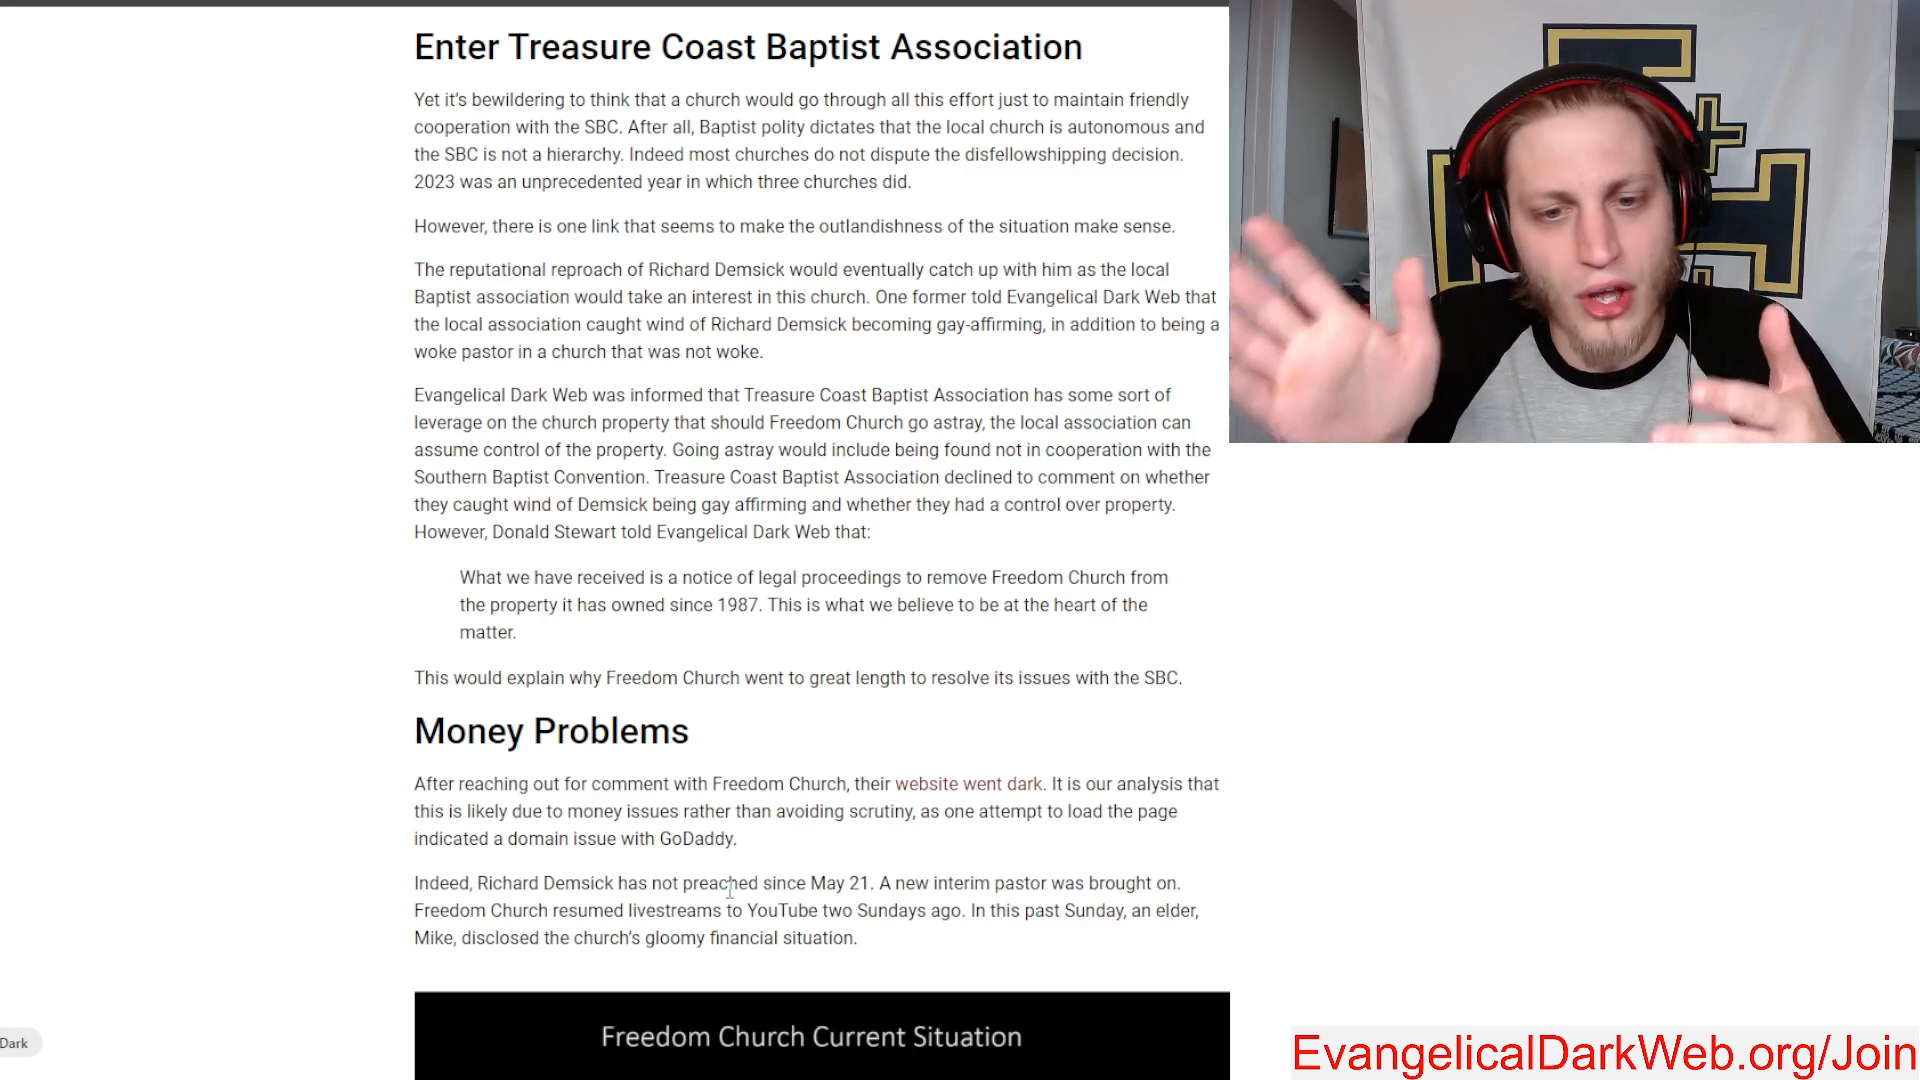 Enter Treasure Coast Baptist Association
Yet it’s bewildering to think that a church would go through all this effort just to maintain friendly
cooperation with the SBC. After all, Baptist polity dictates that the local church is autonomous and
the SBC is not a hierarchy. Indeed most churches do not dispute the disfellowshipping decision.
2023 was an unprecedented year in which three churches did.
However, there is one link that seems to make the outlandishness of the situation make sense.
The reputational reproach of Richard Demsick would eventually catch up with him as the local
Baptist association would take an interest in this church. One former told Evangelical Dark Web that
the local association caught wind of Richard Demsick becoming gay-affirming, in addition to being a
woke pastor in a church that was not woke.
Evangelical Dark Web was informed that Treasure Coast Baptist Association has some sort of
leverage on the church property that should Freedom Church go astray, the local association can
assume control of the property. Going astray would include being found not in cooperation with the
Southern Baptist Convention. Treasure Coast Baptist Association declined to comment on whether
they caught wind of Demsick being gay affirming and whether they had a control over property.
However, Donald Stewart told Evangelical Dark Web that:
What we have received is a notice of legal proceedings to remove Freedom Church from
the property it has owned since 1987. This is what we believe to be at the heart of the
matter.
This would explain why Freedom Church went to great length to resolve its issues with the SBC.
Money Problems
After reaching out for comment with Freedom Church, their website went dark. It is our analysis that
this is likely due to money issues rather than avoiding scrutiny, as one attempt to load the page
indicated a domain issue with GoDaddy.
Indeed, Richard Demsick has not preached since May 21. A new interim pastor was brought on.
Freedom Church resumed livestreams to YouTube two Sundays ago. In this past Sunday, an elder,
Mike, disclosed the church’s gloomy financial situation.
Freedom Church Current Situation
Dark
EvangelicalDarkWeb.org/Join